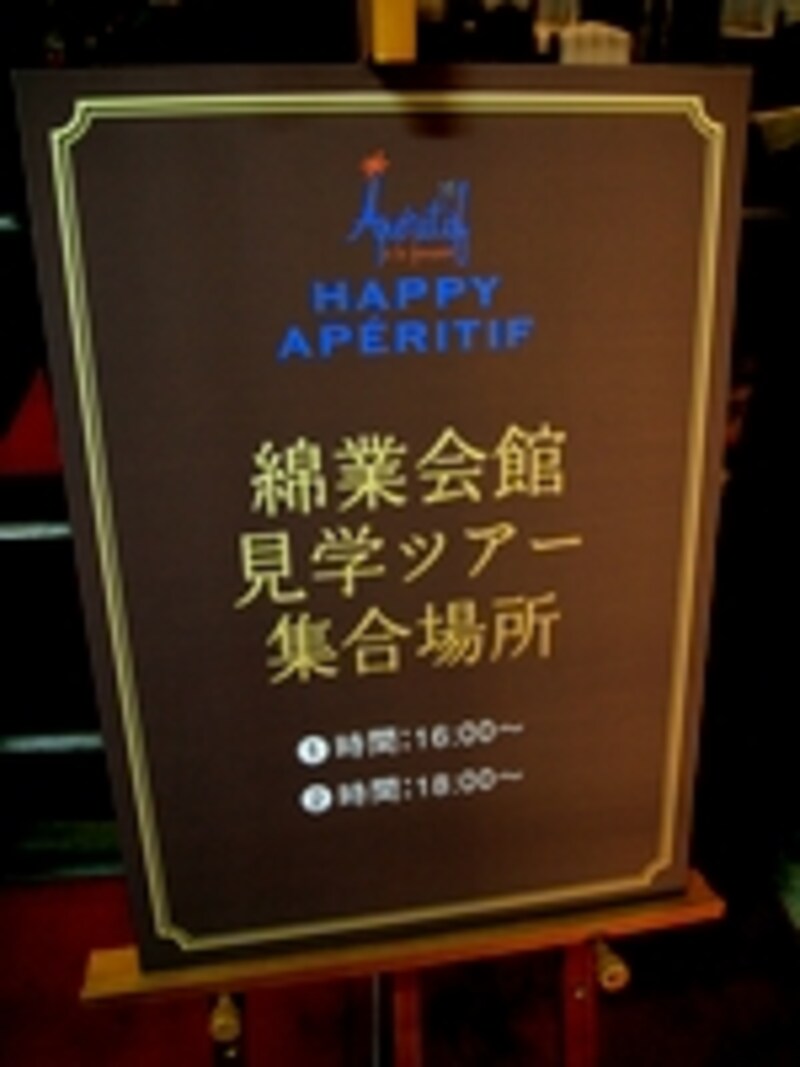 Apéritif
HAPPY
APÉRITIF
綿業会館
見学ツアー
集合場所
❶時間:16:00〜
❷時間:18:00〜